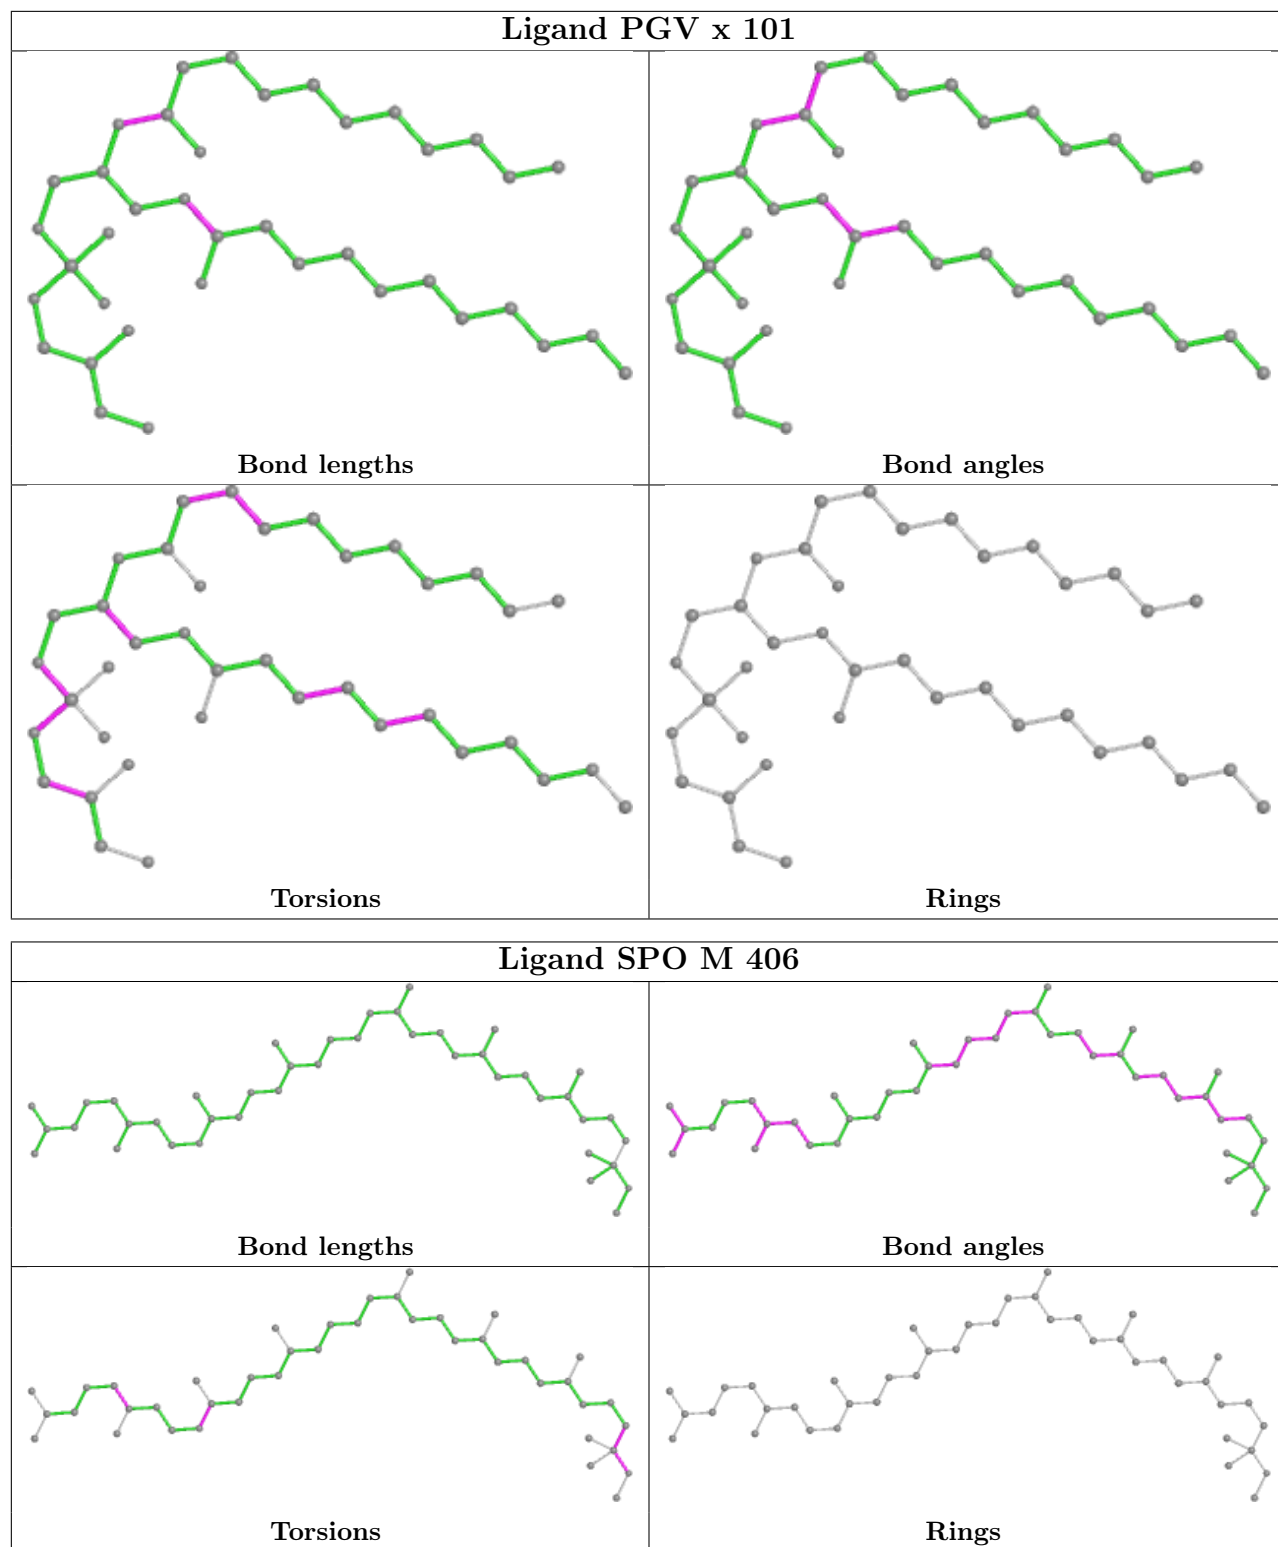 Ligand PGV x 101
Bond lengths
Bond angles
Torsions
Rings
Ligand SPO M 406
Bond lengths
Bond angles
Torsions
Rings